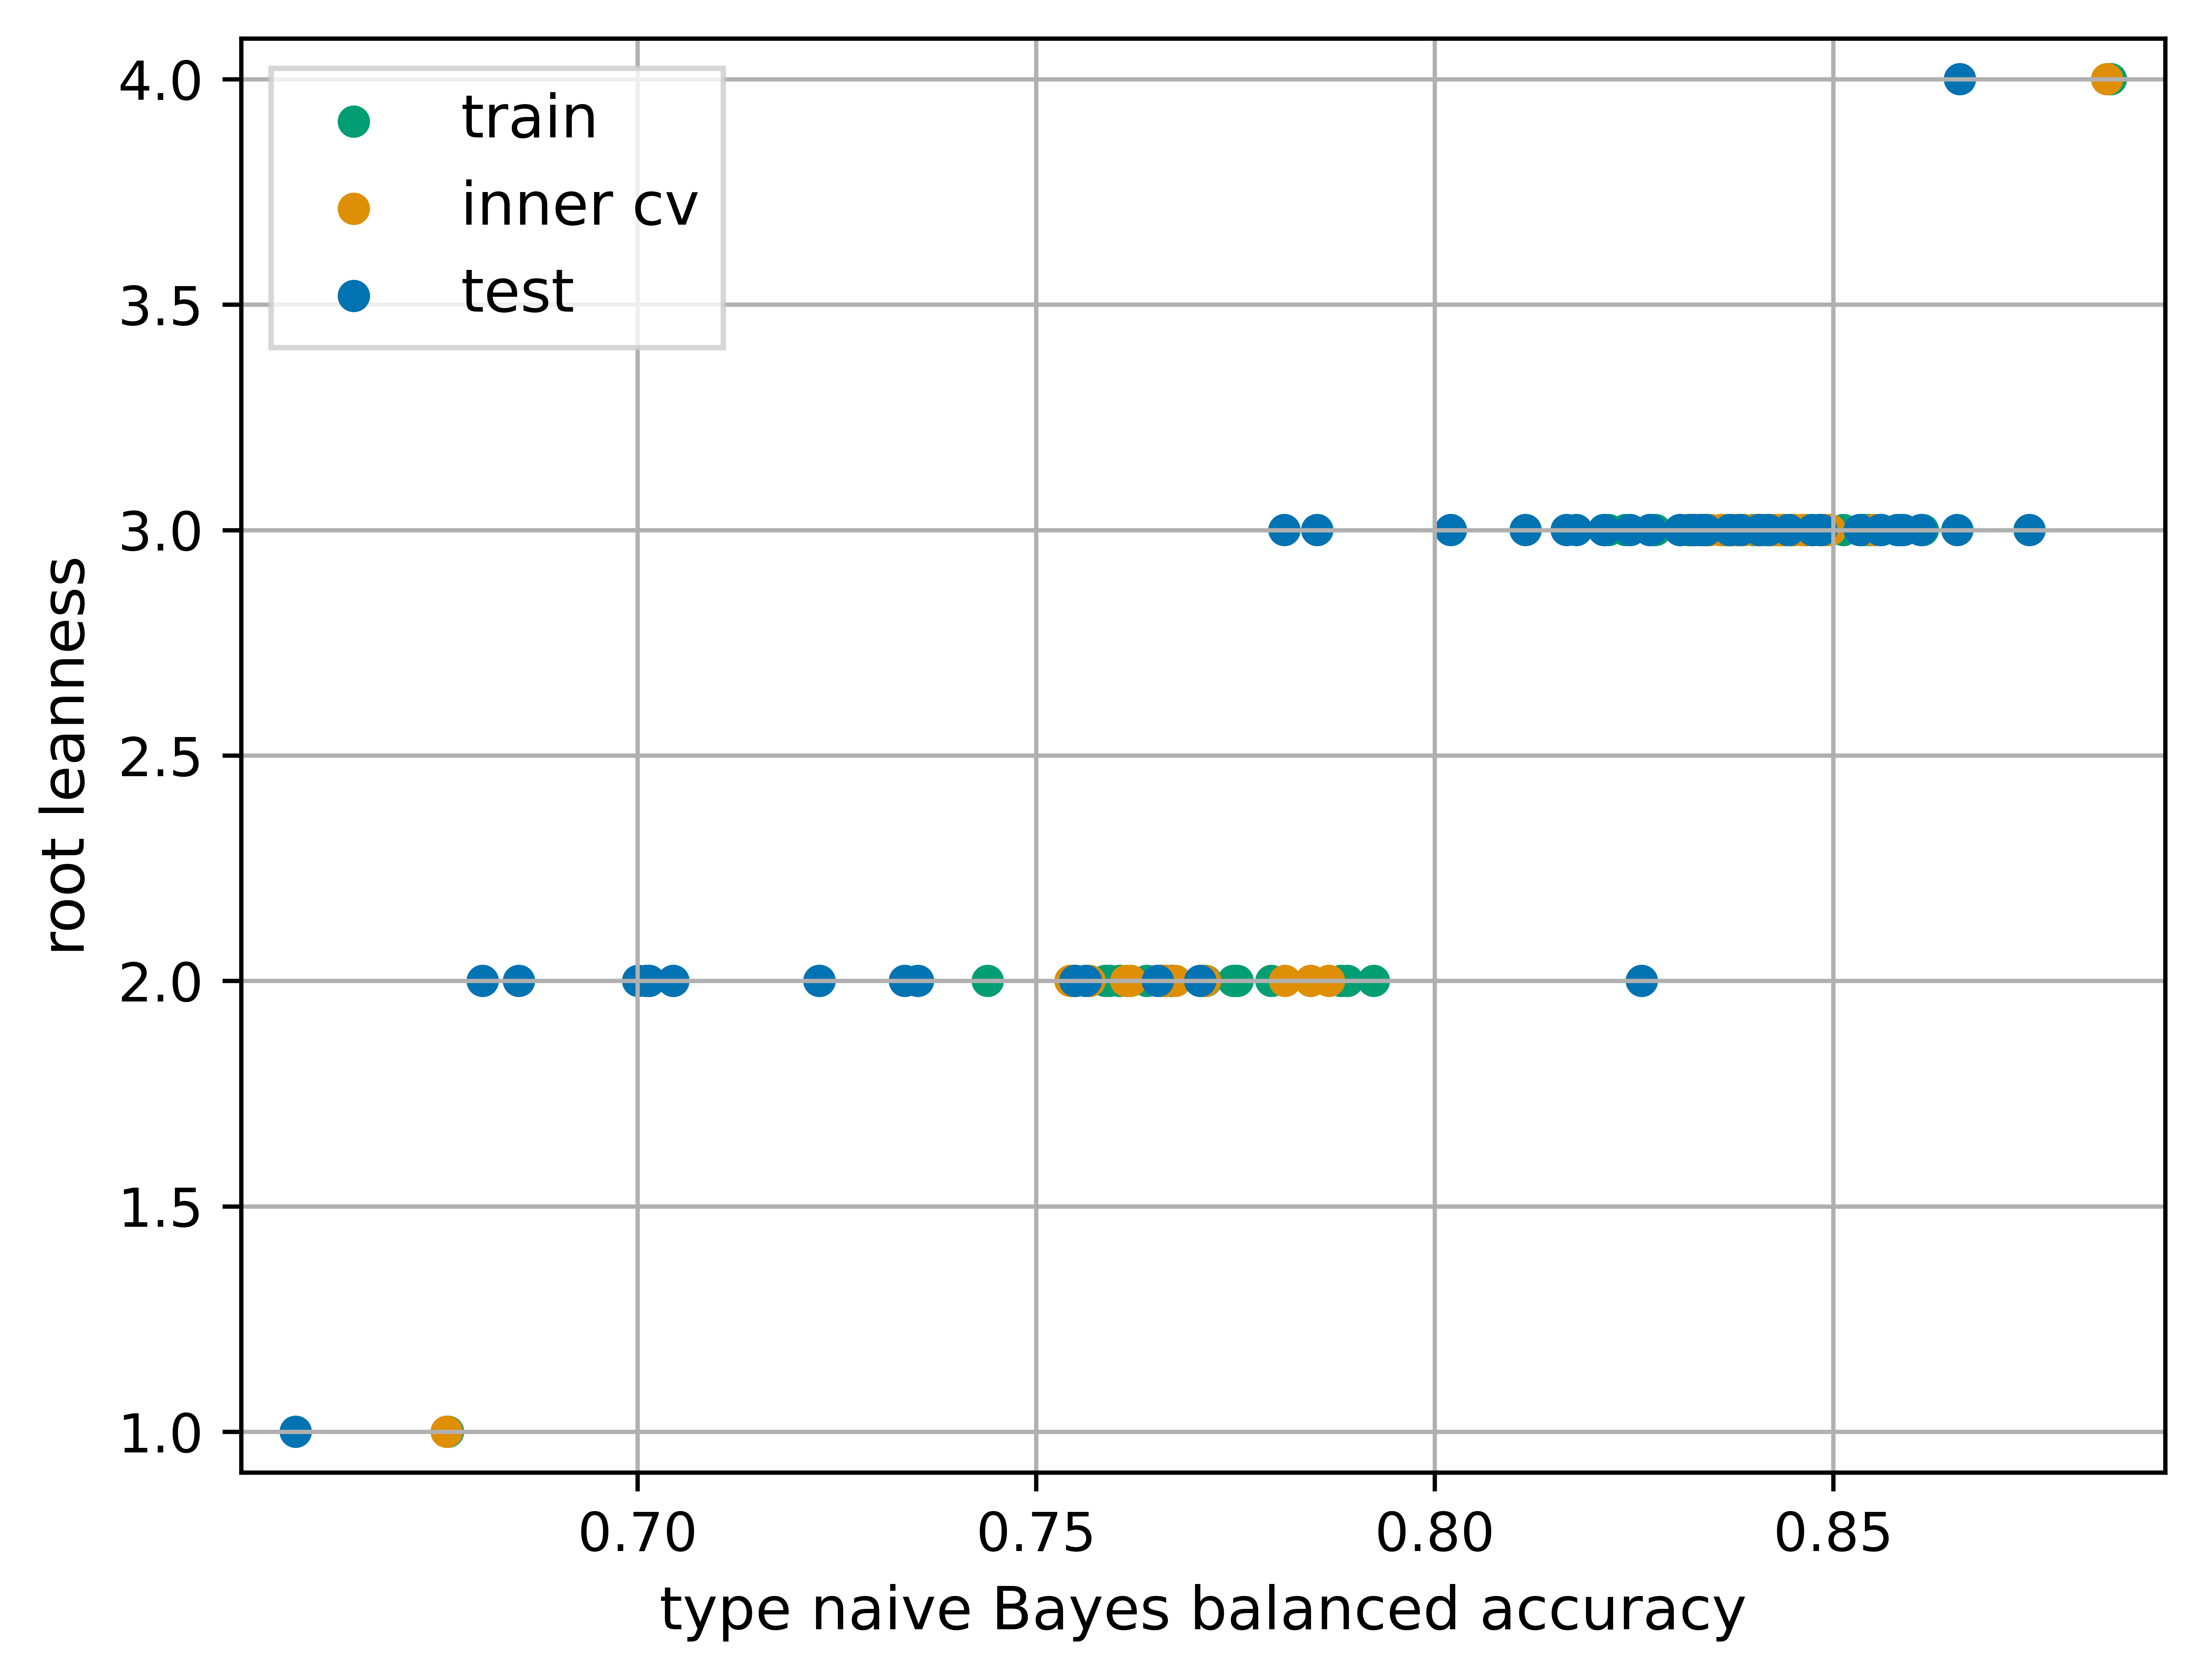 train
inner cv
test
4.0
3.5
3.0
2.5
2.0
1.5
1.0
root leanness
0.70 0.75 0.80 0.85
type naive Bayes balanced accuracy